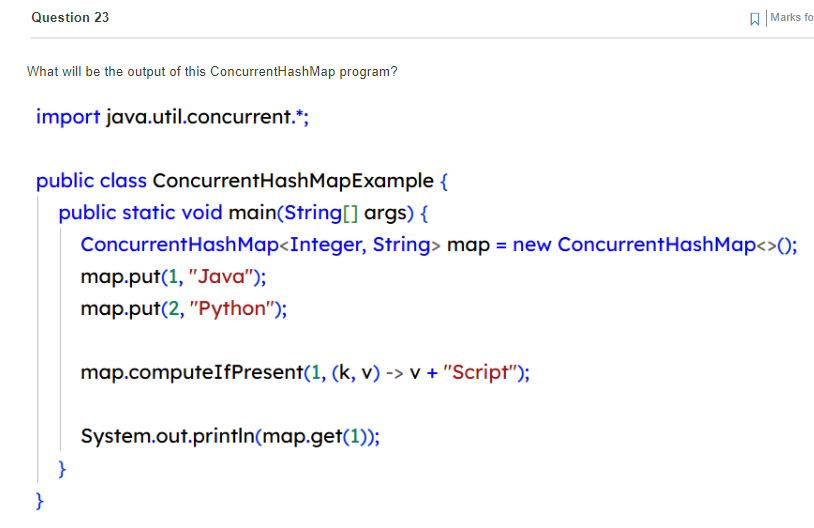 Question 23
Marks fo
What will be the output of this ConcurrentHashMap program?
import java.util.concurrent.*;
public class ConcurrentHashMapExample {
public static void main(String[] args) {
ConcurrentHashMap<Integer, String> map = new ConcurrentHashMap<>();
map.put(1, "Java");
map.put(2, "Python");
map.computeIfPresent(1, (k, v) -> v + "Script");
System.out.println(map.get(1));
}
}